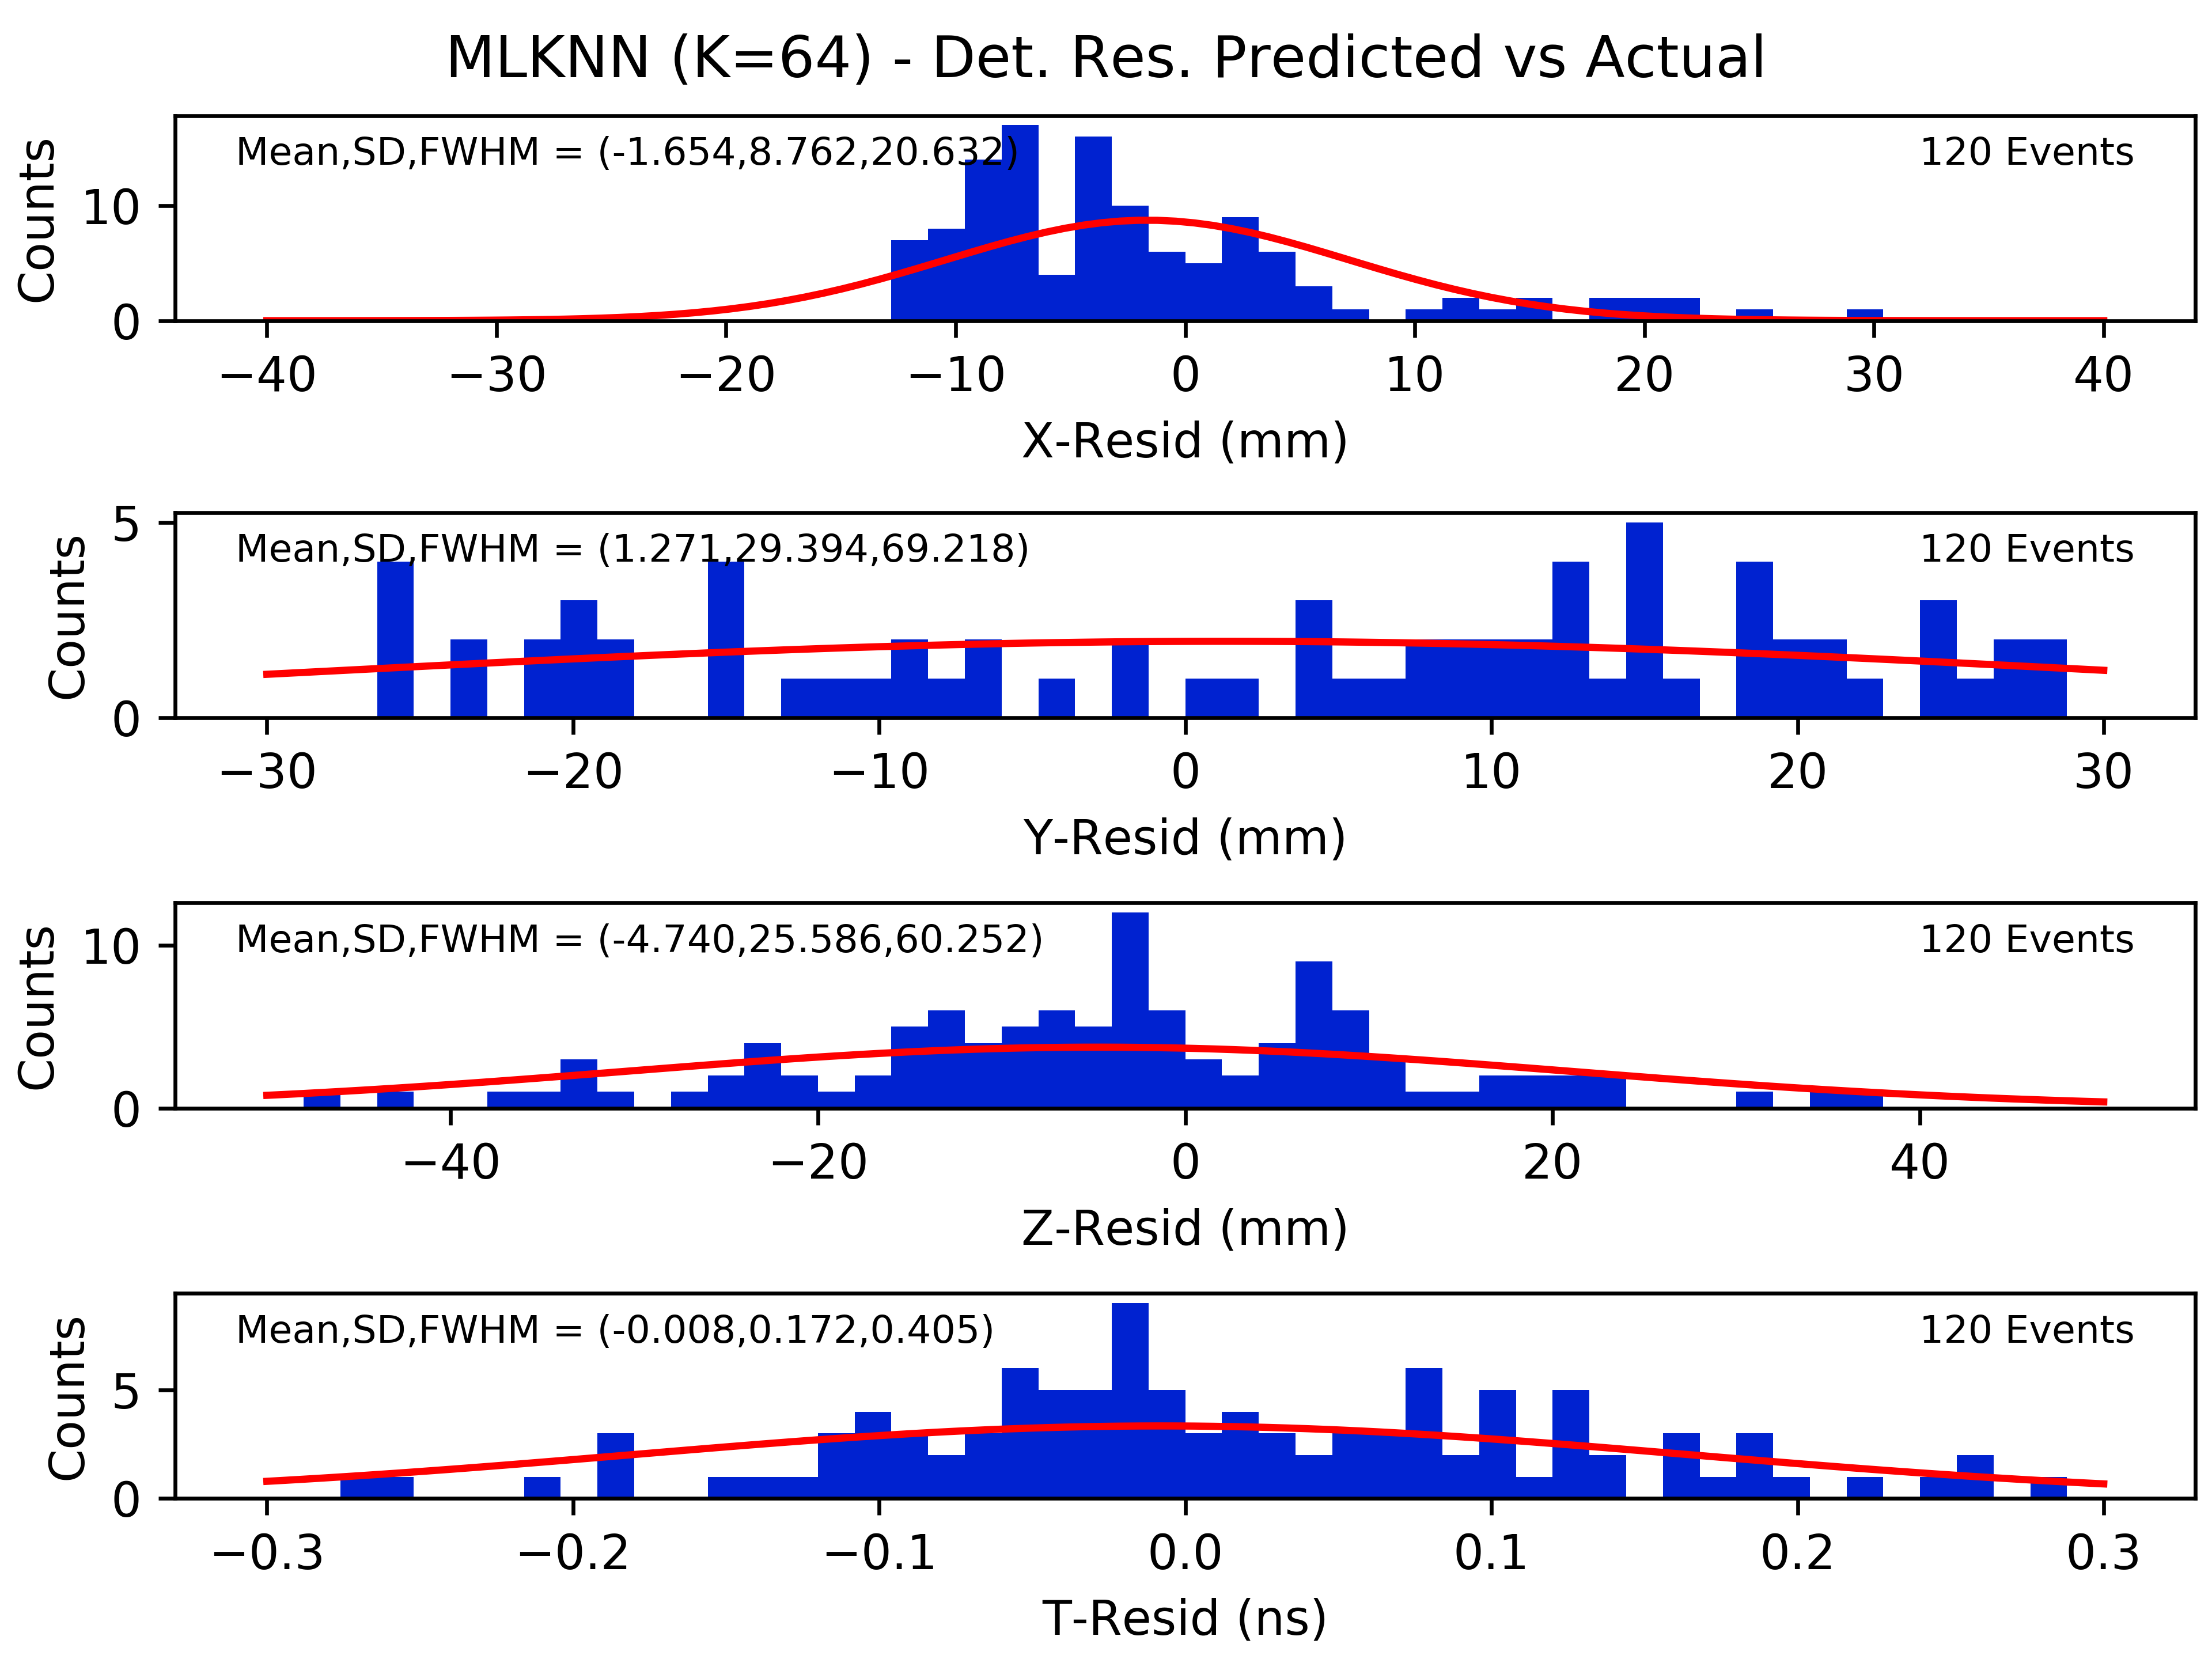 MLKNN (K=64) - Det. Res. Predicted vs Actual
Counts
Mean,SD,FWHM = (-1.654,8.762,20.632)
120 Events
10
0
−40 −30 −20 −10 0 10 20 30 40
X-Resid (mm)
Counts
Mean,SD,FWHM = (1.271,29.394,69.218)
120 Events
5
0
−30 −20 −10 0 10 20 30
Y-Resid (mm)
Counts
Mean,SD,FWHM = (-4.740,25.586,60.252)
120 Events
10
0
−40 −20 0 20 40
Z-Resid (mm)
Counts
Mean,SD,FWHM = (-0.008,0.172,0.405)
120 Events
5
0
−0.3 −0.2 −0.1 0.0 0.1 0.2 0.3
T-Resid (ns)